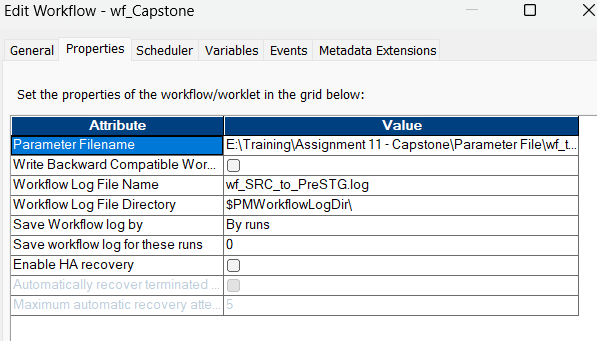 Edit Workflow - wf_Capstone
General Properties Scheduler Variables Events Metadata Extensions
Set the properties of the workflow/worklet in the grid below:
Attribute Value
Parameter Filename E:\Training\Assignment 11 - Capstone\Parameter File\wf_t...
Write Backward Compatible Wor...
Workflow Log File Name wf_SRC_to_PreSTG.log
Workflow Log File Directory $PMWorkflowLogDir\
Save Workflow log by By runs
Save workflow log for these runs 0
Enable HA recovery
Automatically recover terminated ...
Maximum automatic recovery atte... 5